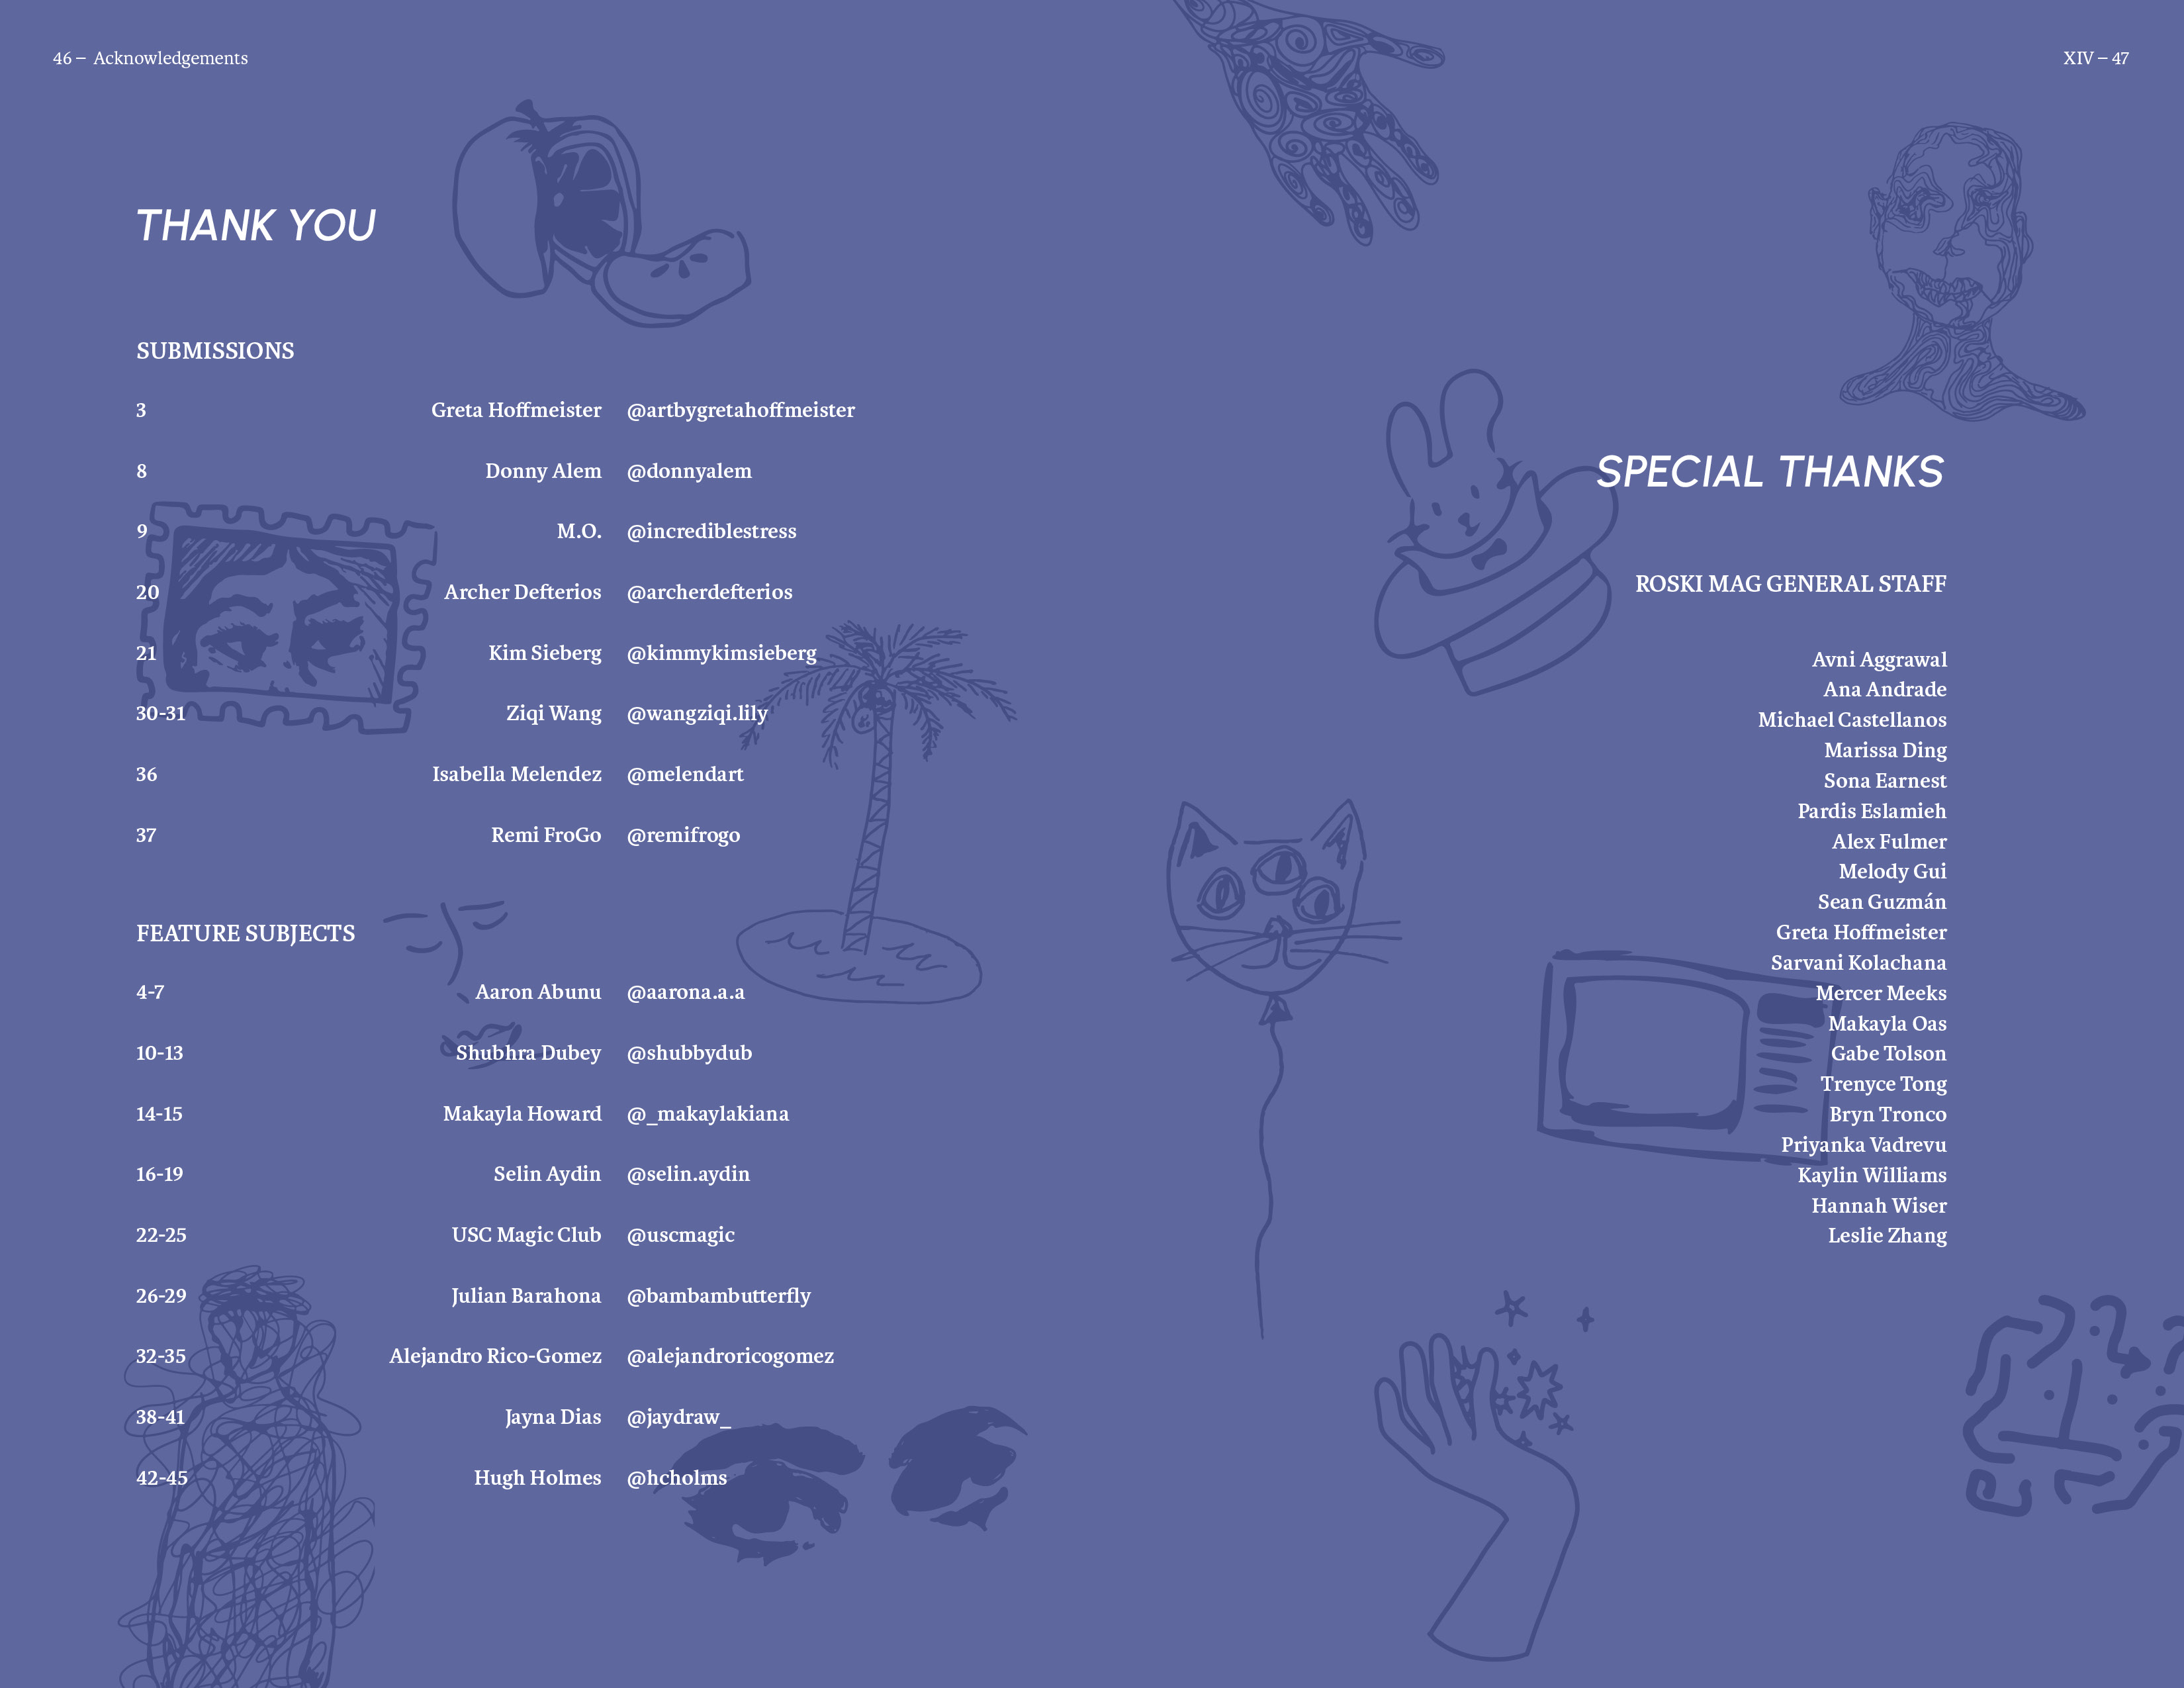 46 – Acknowledgements
THANK YOU
SUBMISSIONS
3 Greta Hoffmeister @artbygretahoffmeister
8 Donny Alem @donnyalem
9 M.O. @incrediblestress
20 Archer Defterios @archerdefterios
21 Kim Sieberg @kimmykimsieberg
30-31 Ziqi Wang @wangziqi.lily
36 Isabella Melendez @melendart
37 Remi FroGo @remifrogo
FEATURE SUBJECTS
4-7 Aaron Abunu @aarona.a.a
10-13 Shubhra Dubey @shubbydub
14-15 Makayla Howard @_makaylakiana
16-19 Selin Aydin @selin.aydin
22-25 USC Magic Club @uscmagic
26-29 Julian Barahona @bambambutterfly
32-35 Alejandro Rico-Gomez @alejandroricogomez
38-41 Jayna Dias @jaydraw_
42-45 Hugh Holmes @hcholms
XIV – 47
SPECIAL THANKS
ROSKI MAG GENERAL STAFF
Avni Aggrawal
Ana Andrade
Michael Castellanos
Marissa Ding
Sona Earnest
Pardis Eslamieh
Alex Fulmer
Melody Gui
Sean Guzmán
Greta Hoffmeister
Sarvani Kolachana
Mercer Meeks
Makayla Oas
Gabe Tolson
Trenyce Tong
Bryn Tronco
Priyanka Vadrevu
Kaylin Williams
Hannah Wiser
Leslie Zhang